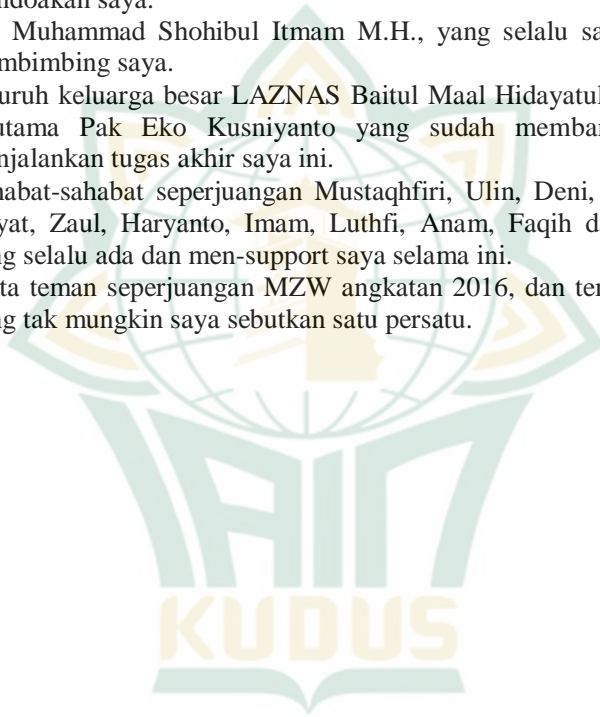 ndoakan saya.
Muhammad Shohibul Itmam M.H., yang selalu sa
mbimbing saya.
uruh keluarga besar LAZNAS Baitul Maal Hidayatul
utama Pak Eko Kusniyanto yang sudah memban
njalankan tugas akhir saya ini.
habat-sahabat seperjuangan Mustaqhfiri, Ulin, Deni,
yat, Zaul, Haryanto, Imam, Luthfi, Anam, Faqih d
ng selalu ada dan men-support saya selama ini.
ta teman seperjuangan MZW angkatan 2016, dan ter
ng tak mungkin saya sebutkan satu persatu.
IAIN
KUDUS